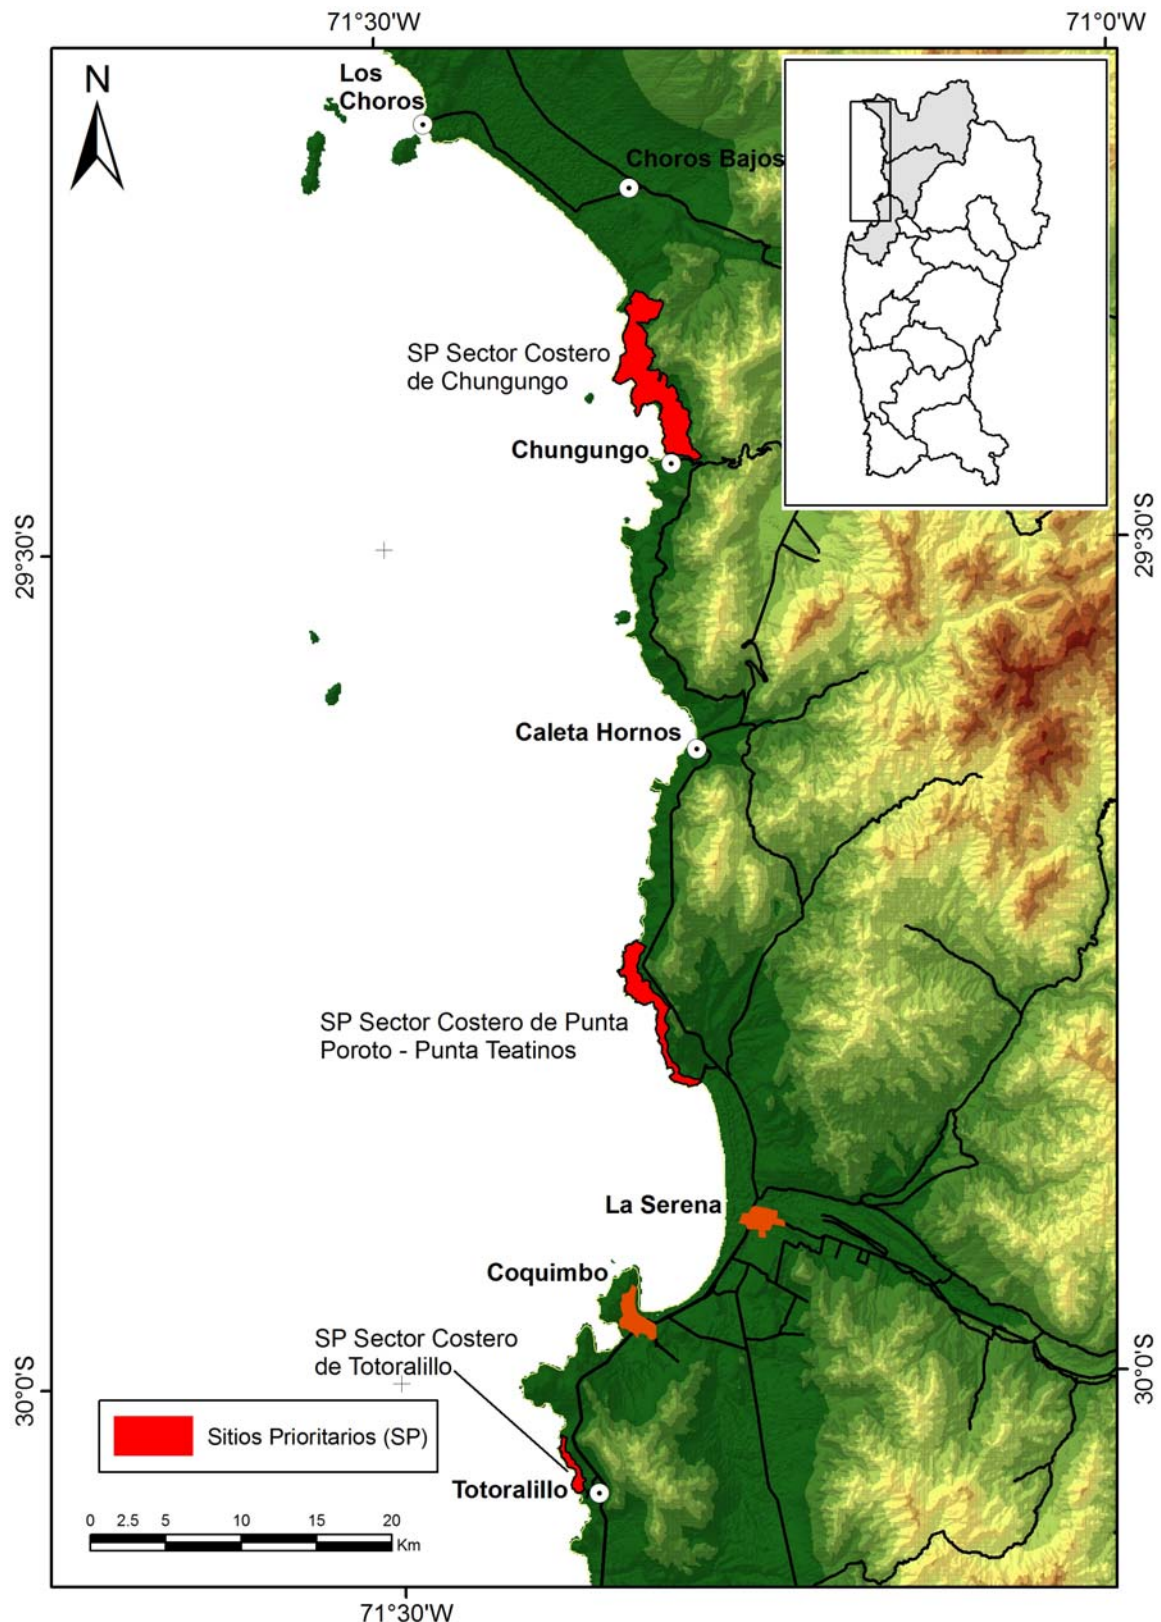 71°30'W
71°0'W
N
Los
Choros
Choros Bajos
SP Sector Costero
de Chungungo
Chungungo
29°30'S
29°30'S
Caleta Hornos
SP Sector Costero de Punta
Poroto - Punta Teatinos
La Serena
Coquimbo
SP Sector Costero
de Totoralillo
30°0'S
30°0'S
Sitios Prioritarios (SP)
Totoralillo
0 2.5 5 10 15 20
Km
71°30'W